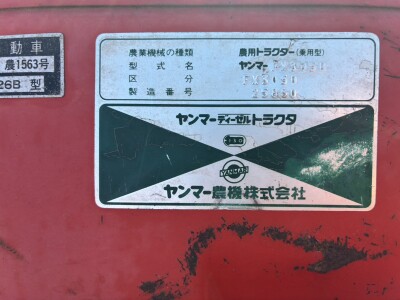 動車
農1563号
26B 型
農業機械の種類 農用トラクター(乗用型)
型式名 ヤンマー
区分
製造番号
ヤンマーディーゼルトラクタ
YANMAR
ヤンマー農機株式会社